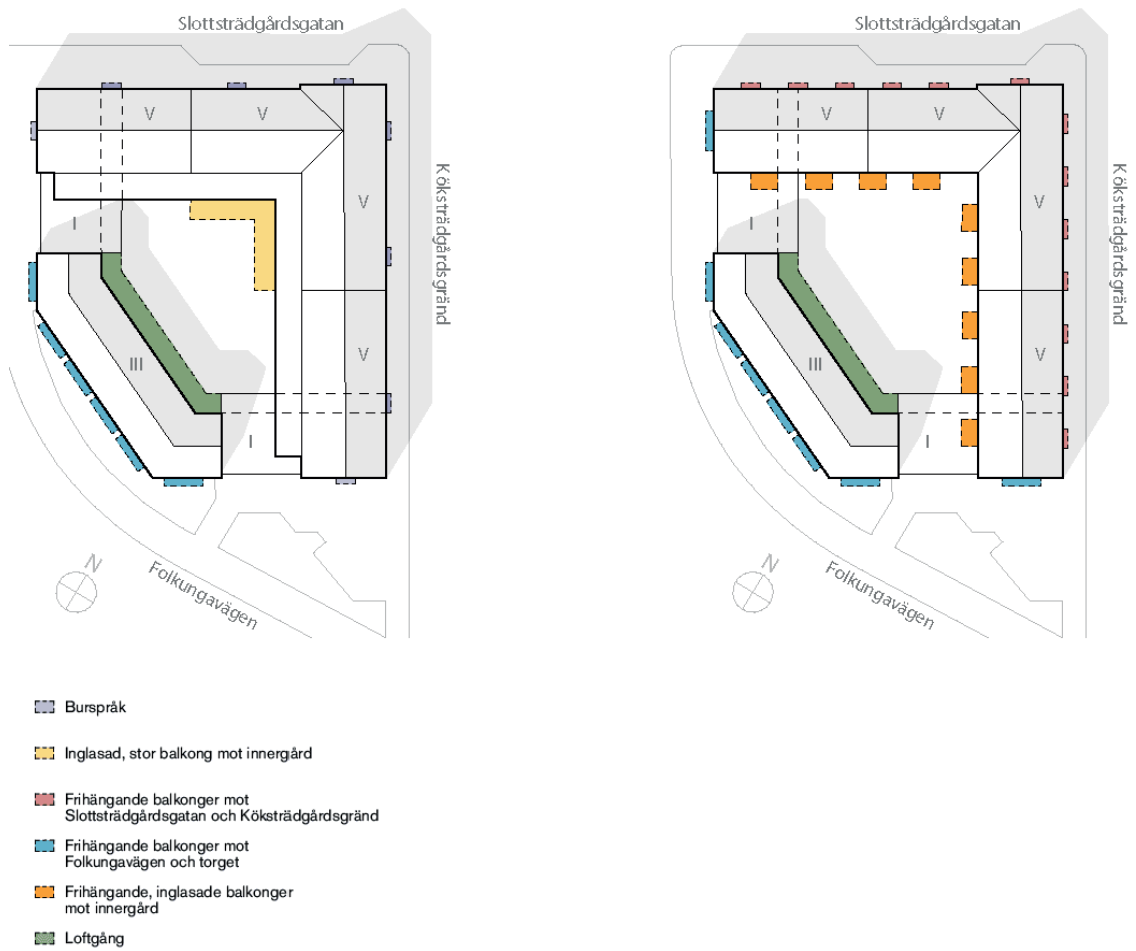 Slottsträdgårdsgatan
V
V
V
V
Köksträdgårdsgränd
I
III
I
N
Folkungavägen
Slottsträdgårdsgatan
V
V
V
V
Köksträdgårdsgränd
I
III
I
N
Folkungavägen
Burspråk
Inglasad, stor balkong mot innergård
Frihängande balkonger mot
Slottsträdgårdsgatan och Köksträdgårdsgränd
Frihängande balkonger mot
Folkungavägen och torget
Frihängande, inglasade balkonger
mot innergård
Loftgång